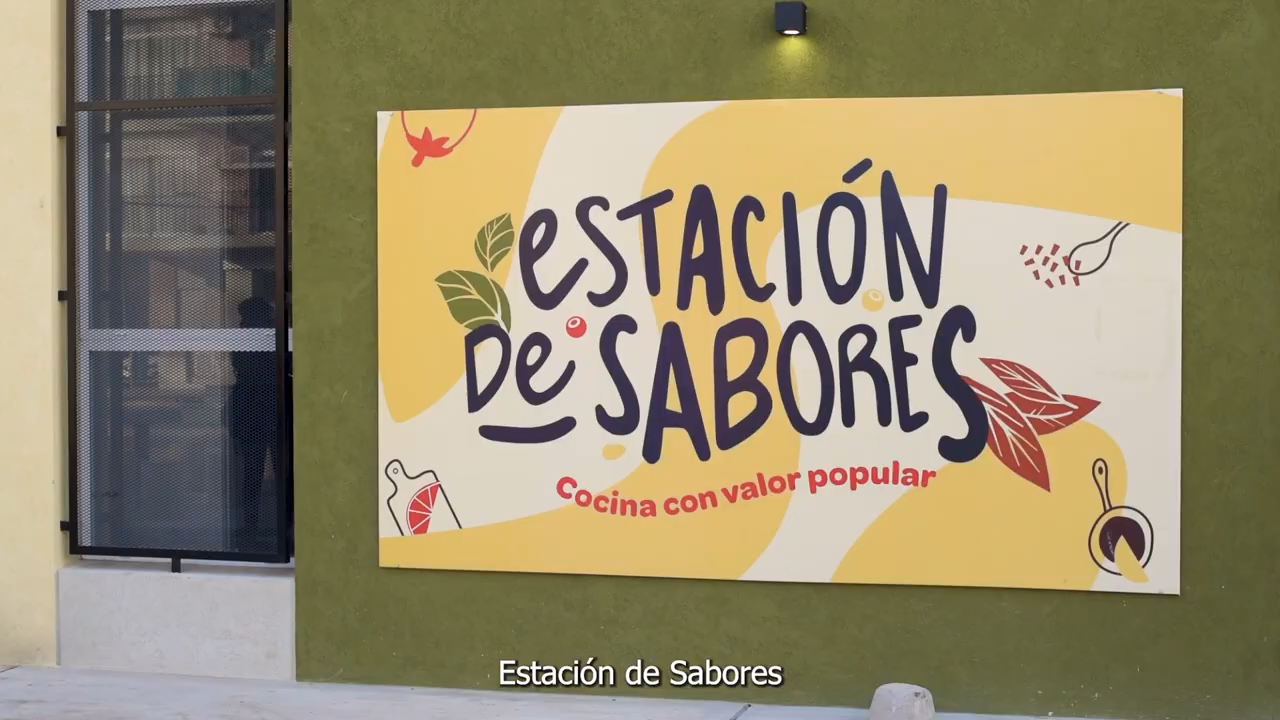 eSTACIÓN
De SABORES
Cocina con valor popular
Estación de Sabores